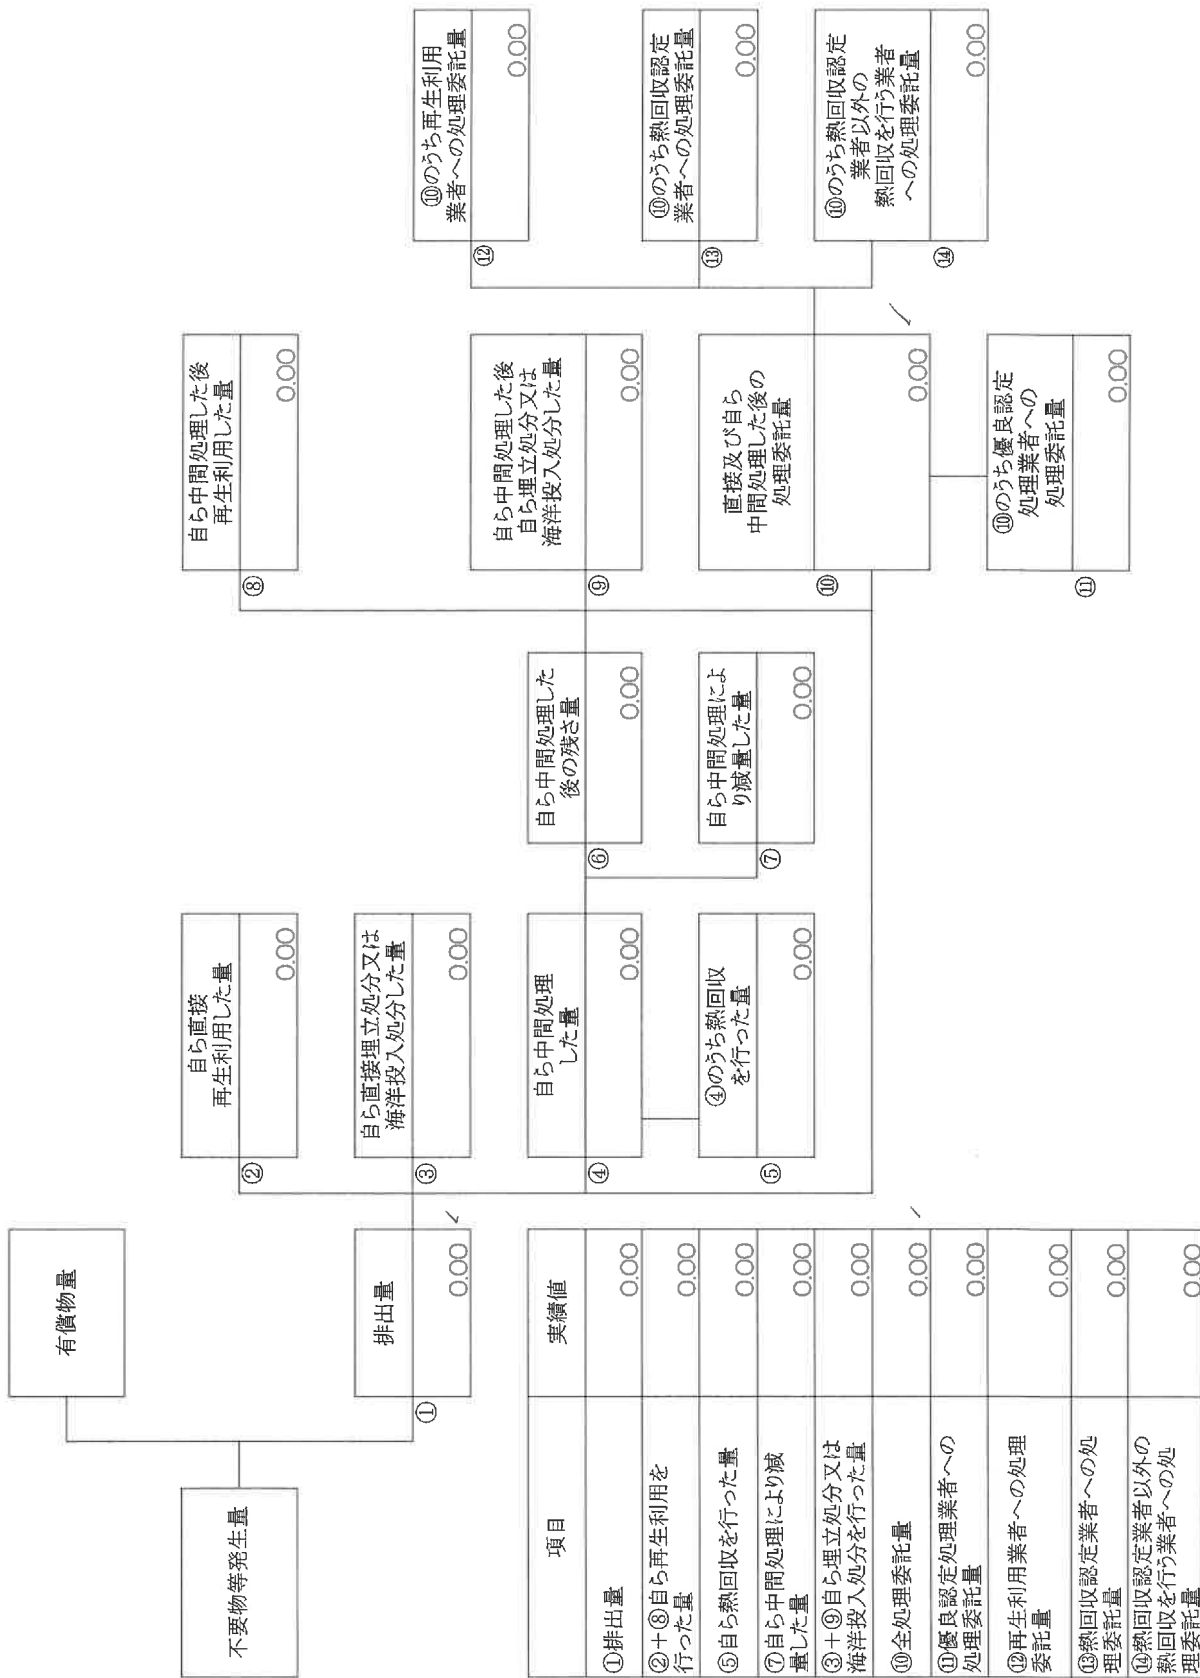 不要物等発生量
有償物量
①
排出量
0.00
②
自ら直接
再生利用した量
0.00
③
自ら直接埋立処分又は
海洋投入処分した量
0.00
④
自ら中間処理
した量
0.00
⑤
④のうち熱回収
を行った量
0.00
⑥
自ら中間処理した
後の残さ量
0.00
⑦
自ら中間処理によ
り減量した量
0.00
⑧
自ら中間処理した後
再生利用した量
0.00
⑨
自ら中間処理した後
自ら埋立処分又は
海洋投入処分した量
0.00
⑩
直接及び自ら
中間処理した後の
処理委託量
0.00
⑪
⑩のうち優良認定
処理業者への
処理委託量
0.00
⑫
⑩のうち再生利用
業者への処理委託量
0.00
⑬
⑩のうち熱回収認定
業者への処理委託量
0.00
⑭
⑩のうち熱回収認定
業者以外の
熱回収を行う業者
への処理委託量
0.00
項目 実績値
①排出量 0.00
②+⑧自ら再生利用を
行った量 0.00
⑤自ら熱回収を行った量 0.00
⑦自ら中間処理により減
量した量 0.00
③+⑨自ら埋立処分又は
海洋投入処分を行った量 0.00
⑩全処理委託量 0.00
⑪優良認定処理業者への
処理委託量 0.00
⑫再生利用業者への処理
委託量 0.00
⑬熱回収認定業者への処
理委託量 0.00
⑭熱回収認定業者以外の
熱回収を行う業者への処
理委託量 0.00